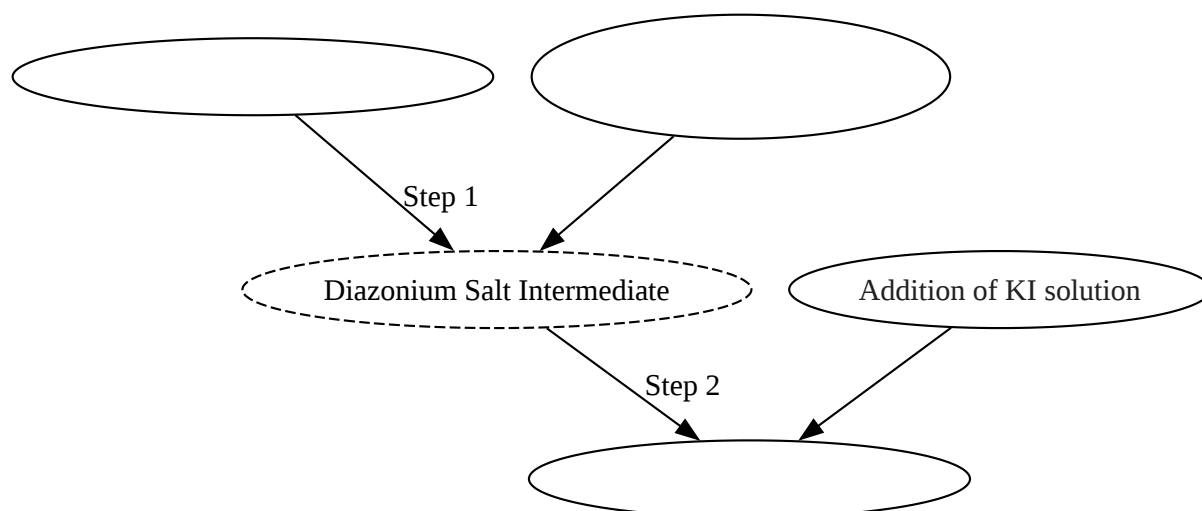 Step 1
Diazonium Salt Intermediate
Addition of KI solution
Step 2